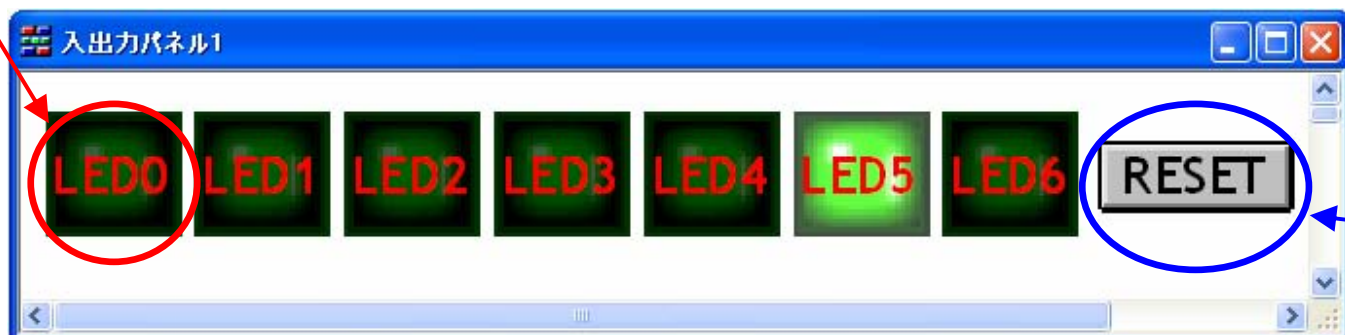 入出力パネル1
LED0 LED1 LED2 LED3 LED4 LED5 LED6 RESET